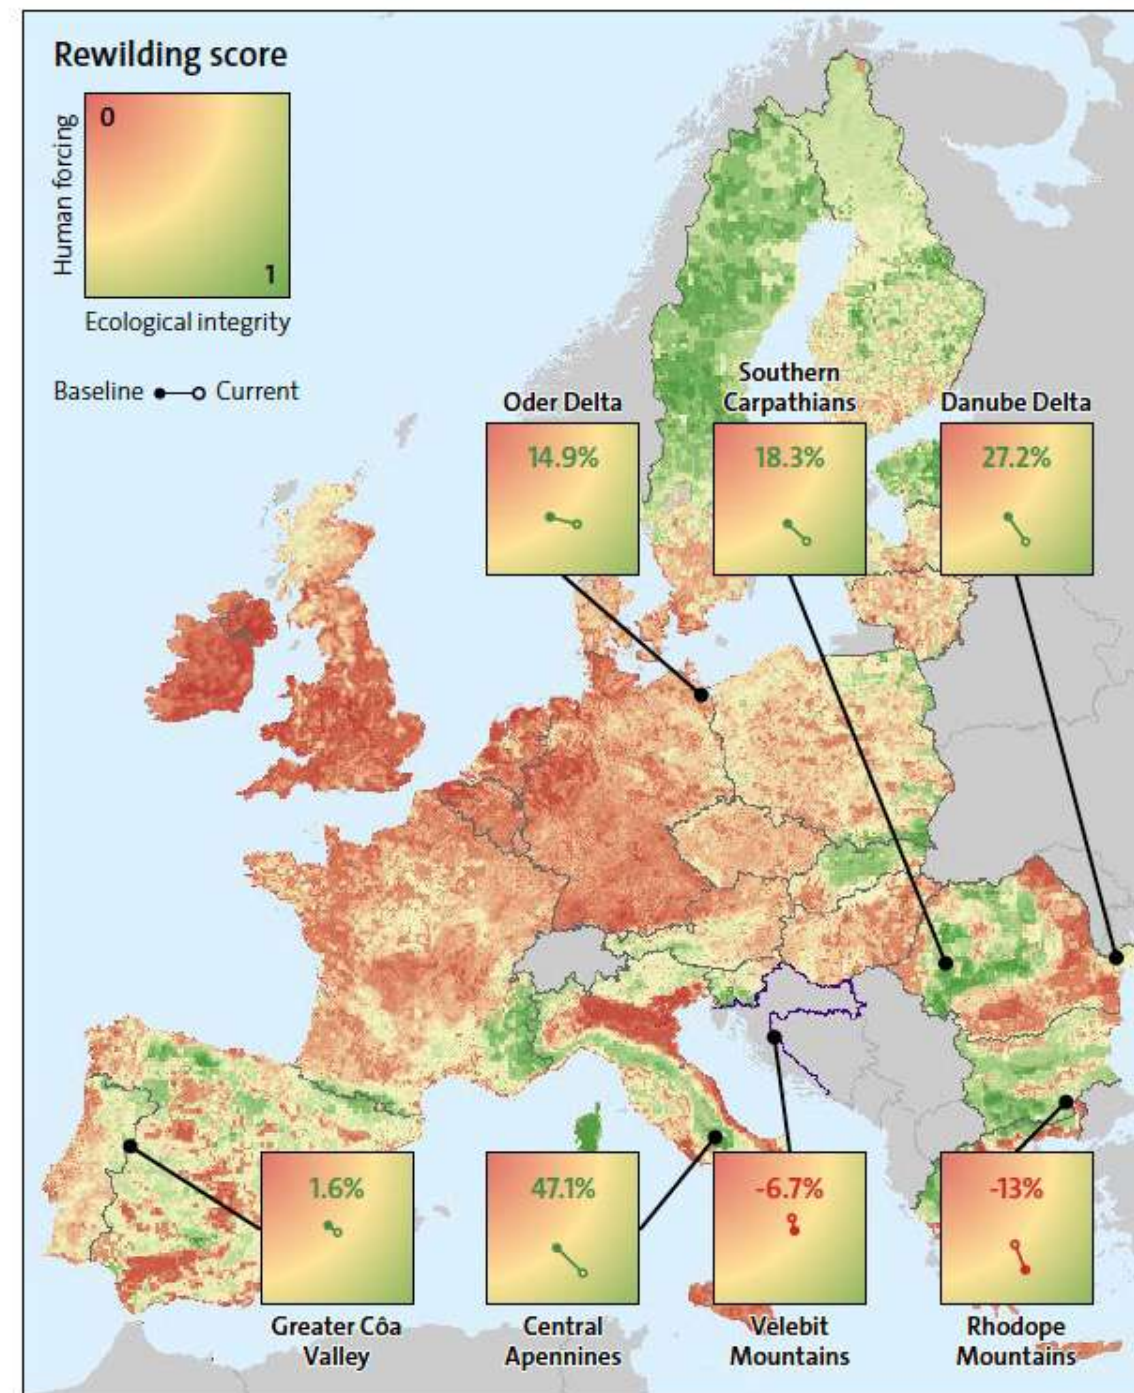 Rewilding score
0
Human forcing
1
Ecological integrity
Baseline
Current
Oder Delta
14.9%
Southern
Carpathians
18.3%
Danube Delta
27.2%
1.6%
Greater Côa
Valley
47.1%
Central
Apennines
-6.7%
Velebit
Mountains
-13%
Rhodope
Mountains